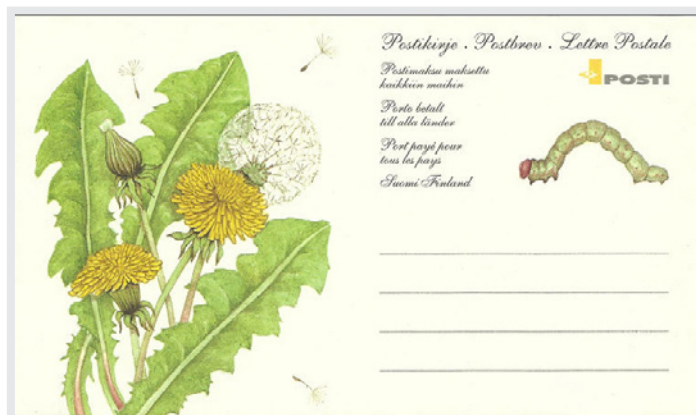 Postikirje . Postbrev . Lettre Postale
Postimaksu maksettu
kaikkiin maihin
POSTI
Porto betalt
till alla länder
Port payé pour
tous les pays
Suomi Finland